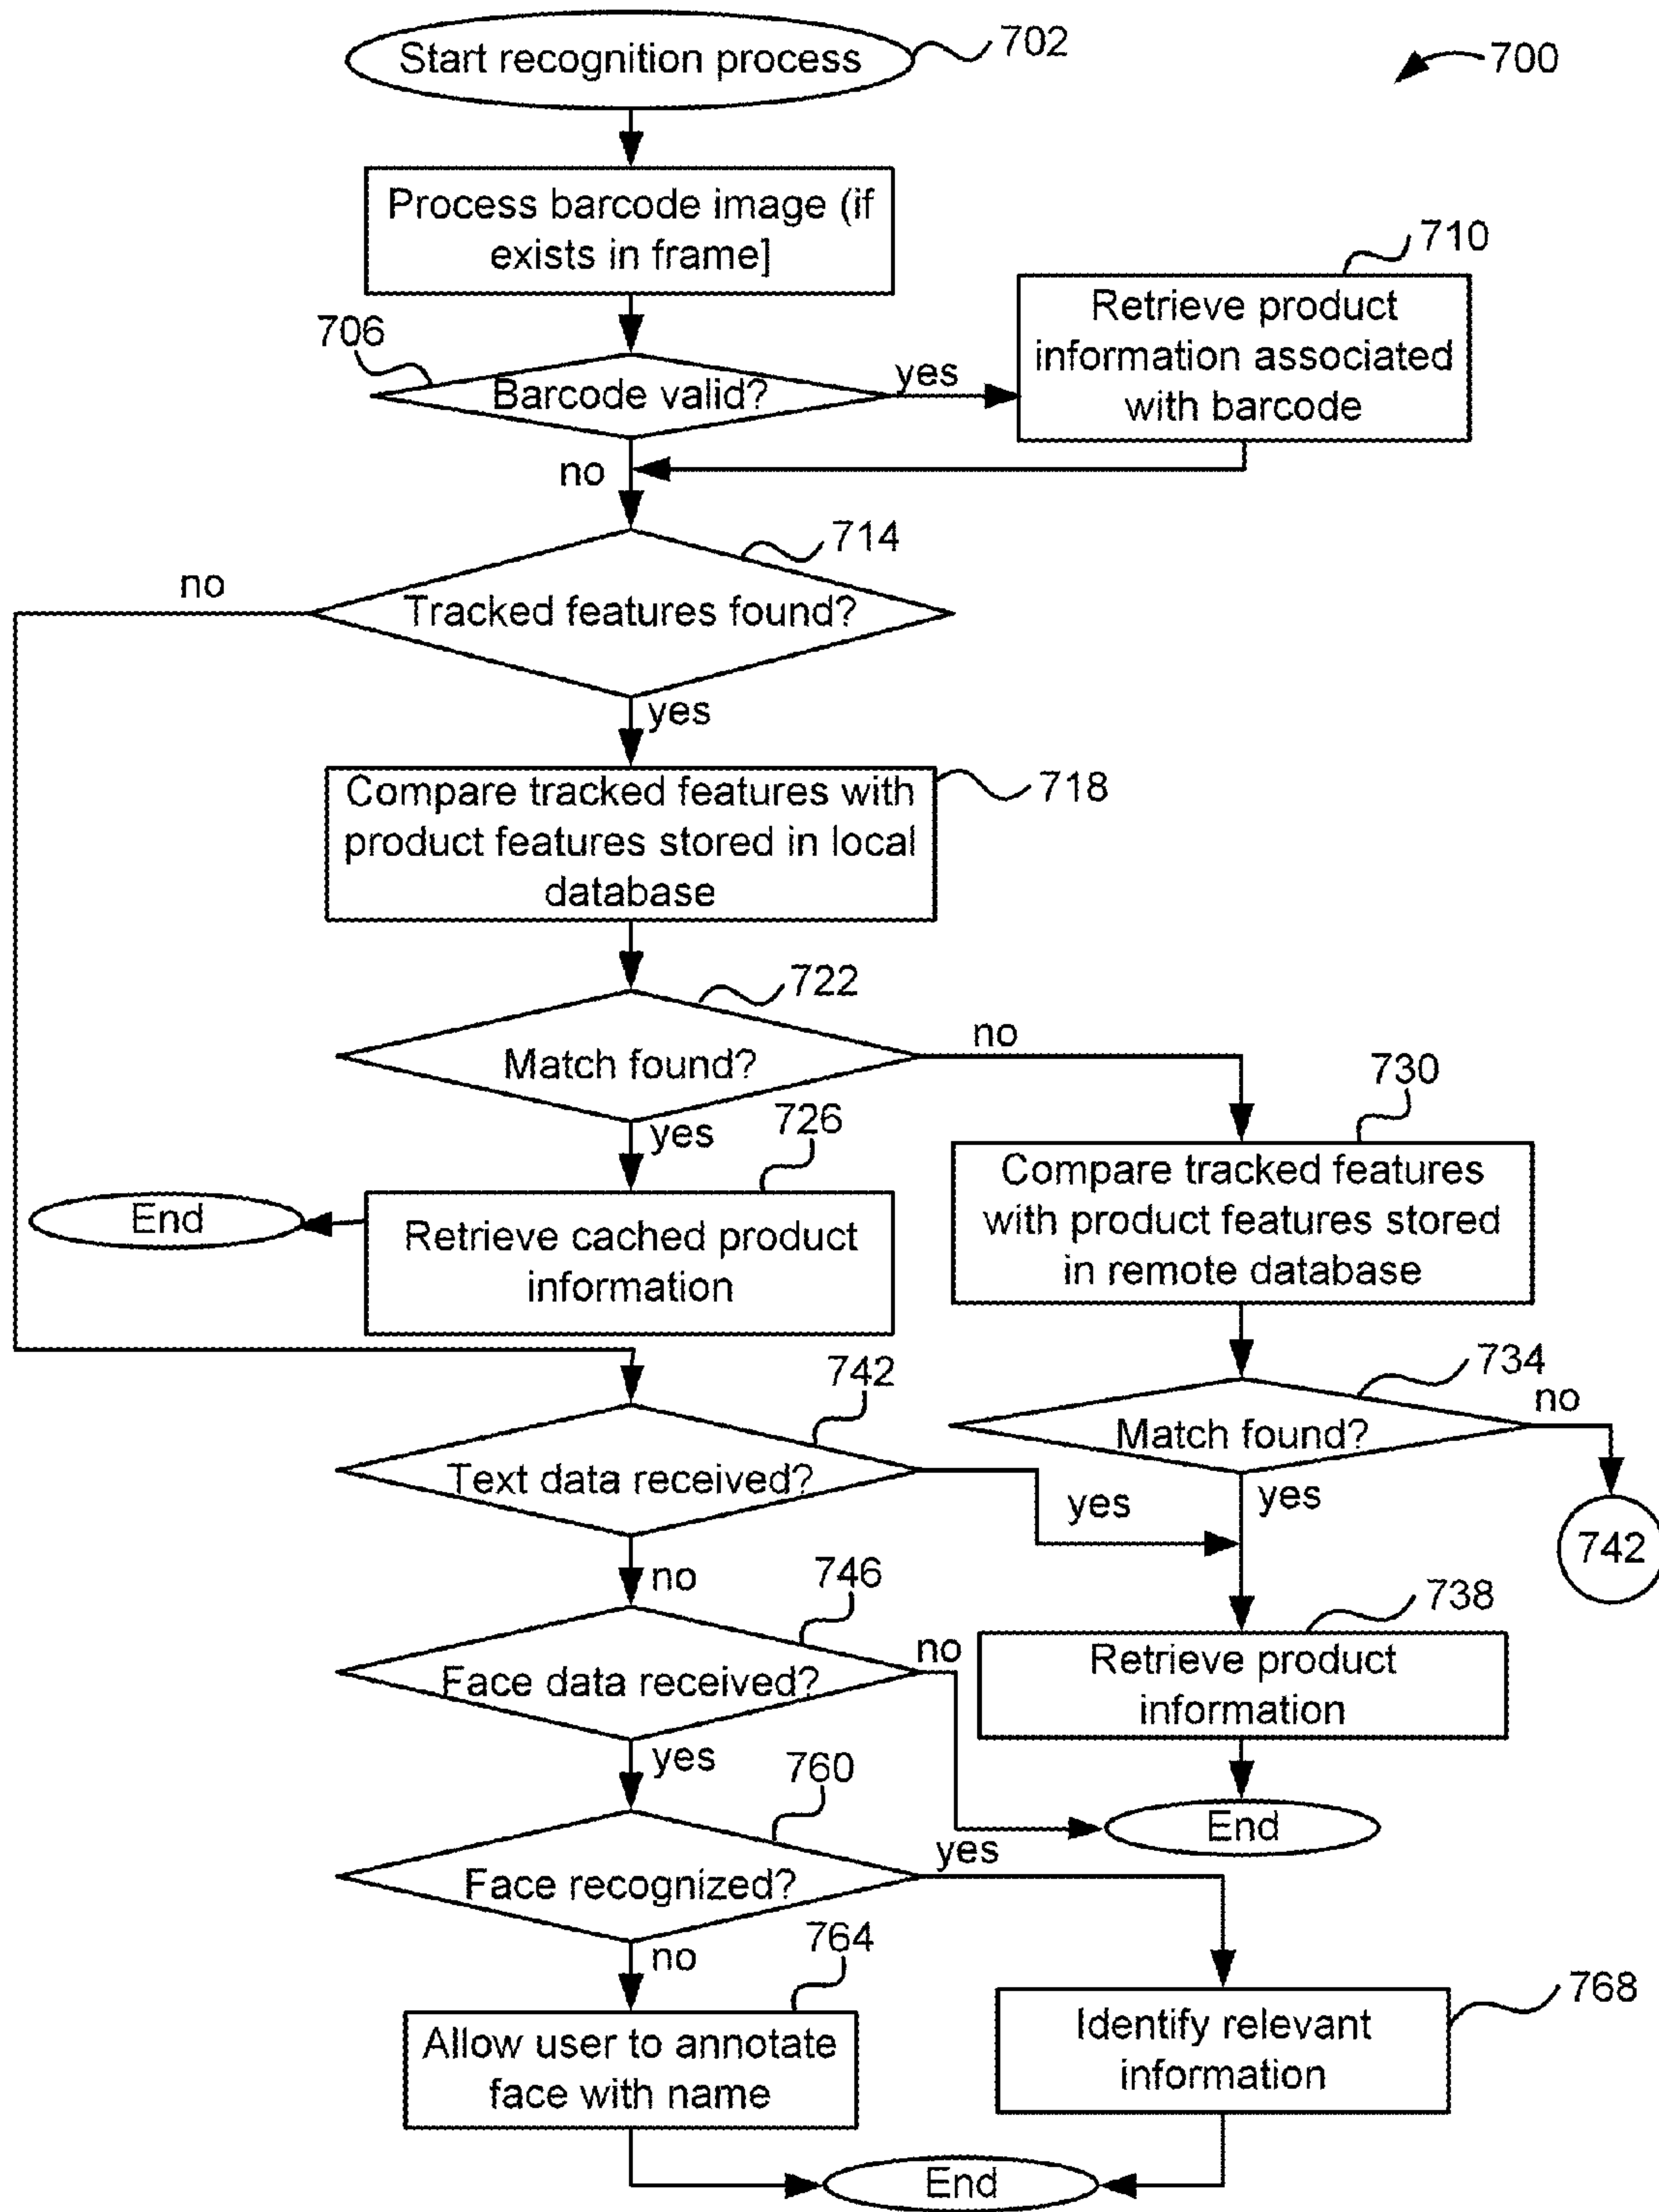 Start recognition process
702
700
Process barcode image (if
exists in frame]
710
Retrieve product
information associated
with barcode
706
Barcode valid?
yes
no
714
Tracked features found?
no
yes
718
Compare tracked features with
product features stored in local
database
722
Match found?
no
yes
726
730
Compare tracked features
with product features stored
in remote database
End
Retrieve cached product
information
734
Match found?
no
yes
742
742
Text data received?
yes
no
746
738
Retrieve product
information
Face data received?
no
yes
End
760
Face recognized?
yes
no
764
768
Identify relevant
information
Allow user to annotate
face with name
End